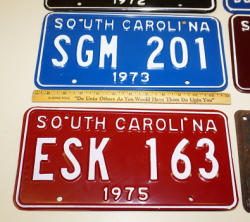 1972
SOUTH CAROLINA
SGM 201
1973
"Do Unto Others As You Would Have Them Do Unto You"
SOUTH CAROLINA
ESK 163
1975